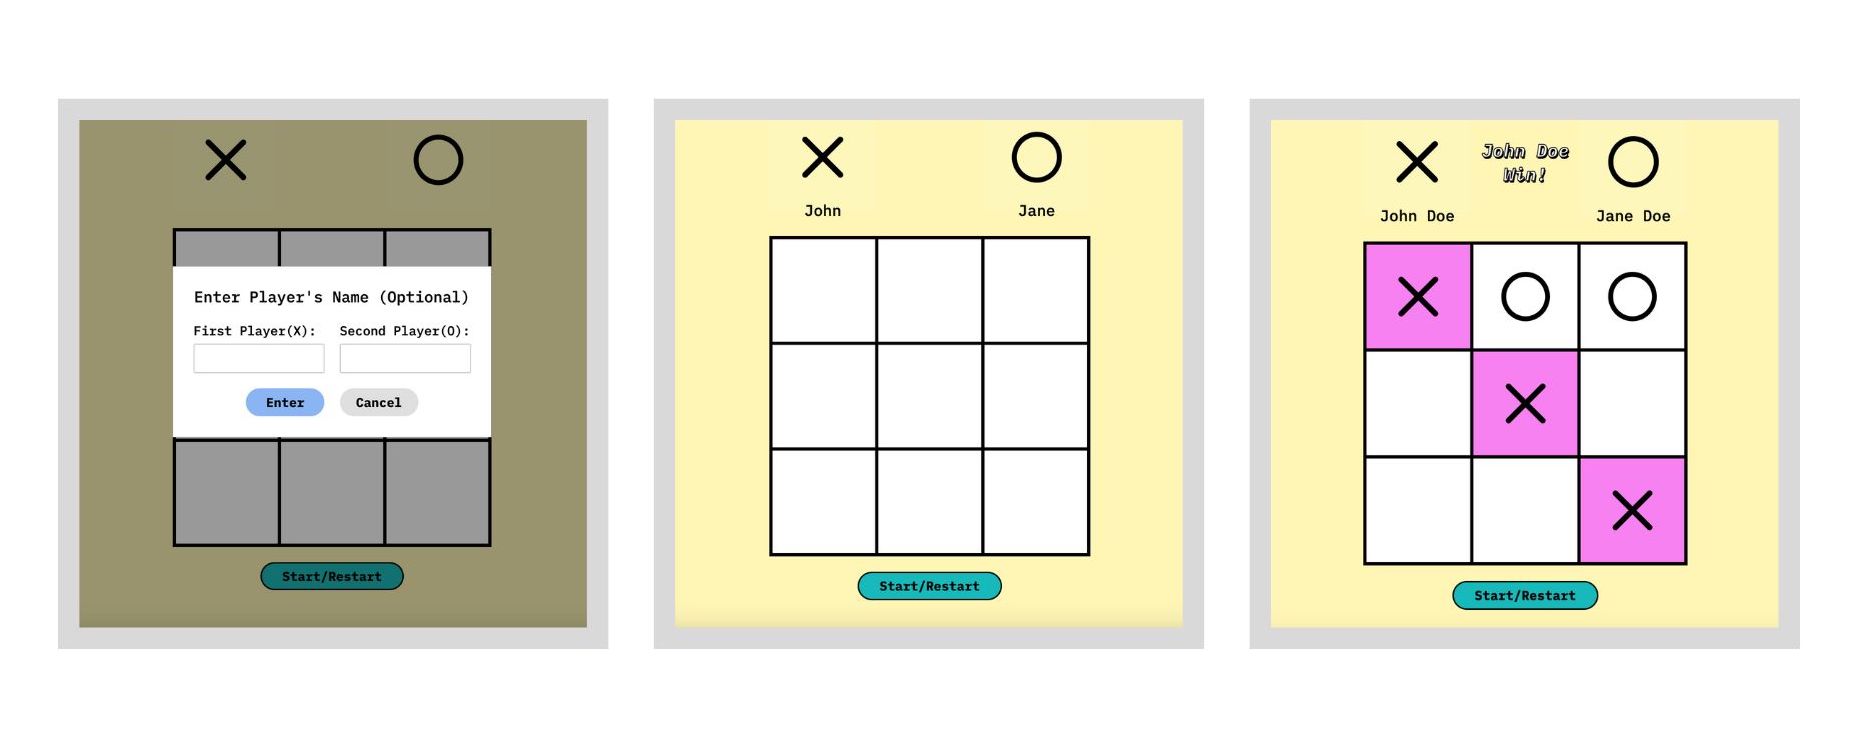 Enter Player's Name (Optional)
First Player(X): Second Player(O):
Enter Cancel
Start/Restart
John Jane
Start/Restart
John Doe
Win!
John Doe Jane Doe
Start/Restart